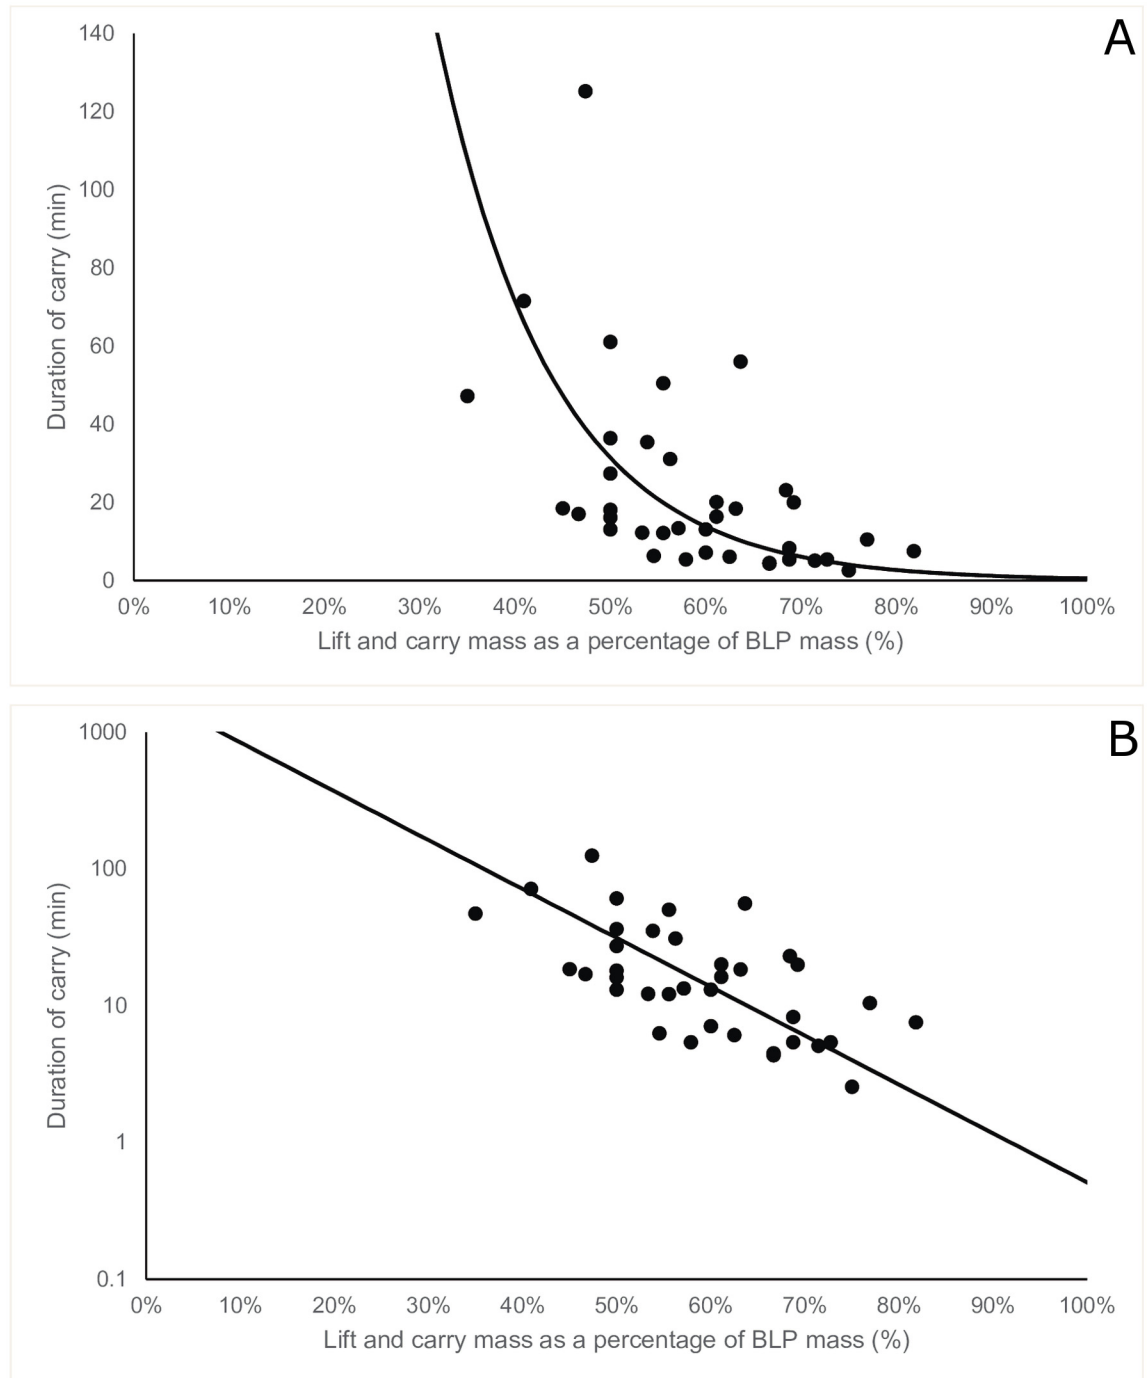 A
140
120
100
80
60
40
20
0
Duration of carry (min)
0% 10% 20% 30% 40% 50% 60% 70% 80% 90% 100%
Lift and carry mass as a percentage of BLP mass (%)
B
1000
100
10
1
0.1
Duration of carry (min)
0% 10% 20% 30% 40% 50% 60% 70% 80% 90% 100%
Lift and carry mass as a percentage of BLP mass (%)